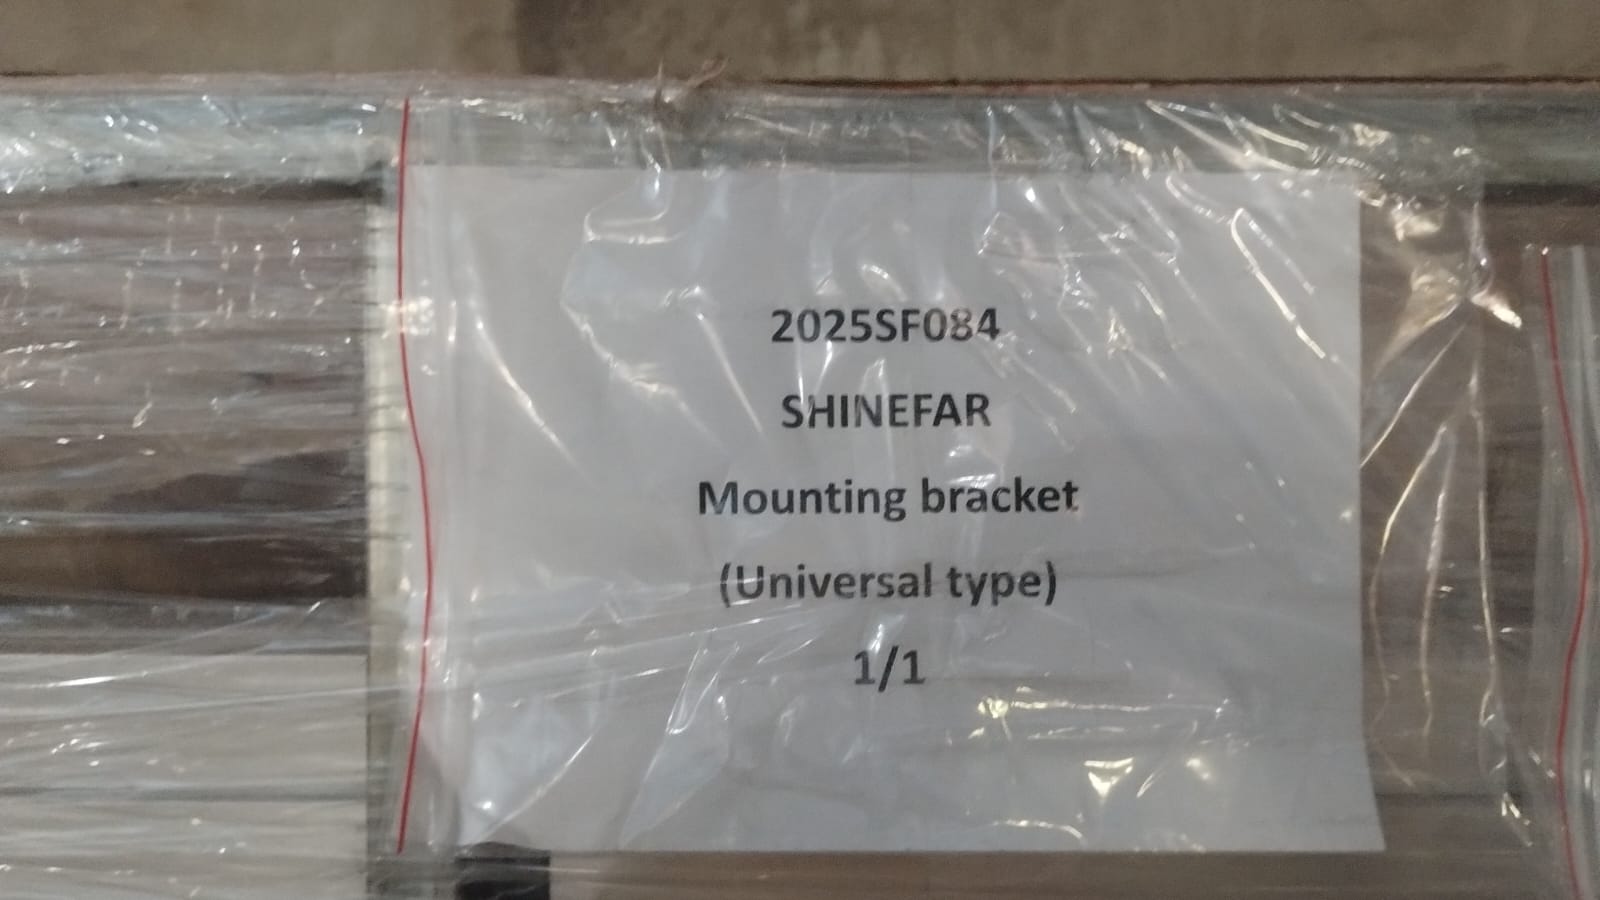 2025SF084
SHINEFAR
Mounting bracket
(Universal type)
1/1